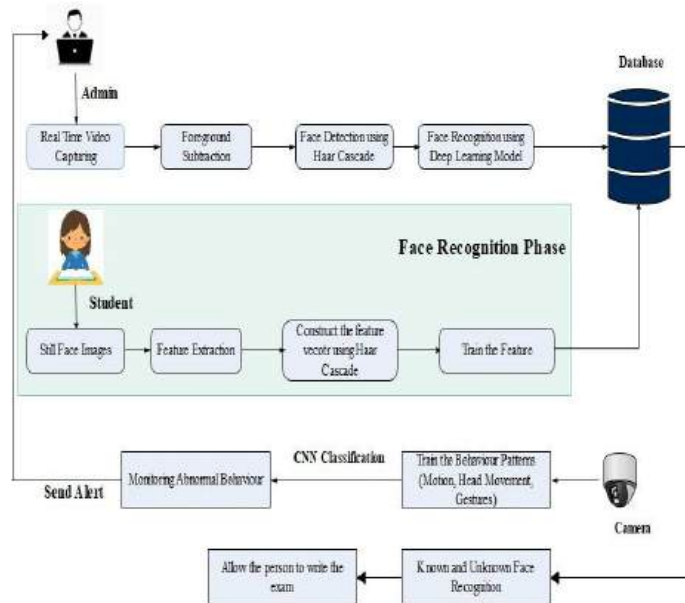 Database
Admin
Real Time Video
Capturing
Foreground
Subtraction
Face Detection using
Haar Cascade
Face Recognition using
Deep Learning Model
Face Recognition Phase
Student
Still Face Images
Feature Extraction
Construct the feature
vecotr using Haar
Cascade
Train the Feature
CNN Classification
Monitoring Abnormal Behaviour
Train the Behaviour Patterns
(Motion, Head Movement,
Gestures)
Send Alert
Camera
Allow the person to write the
exam
Known and Unknown Face
Recognition